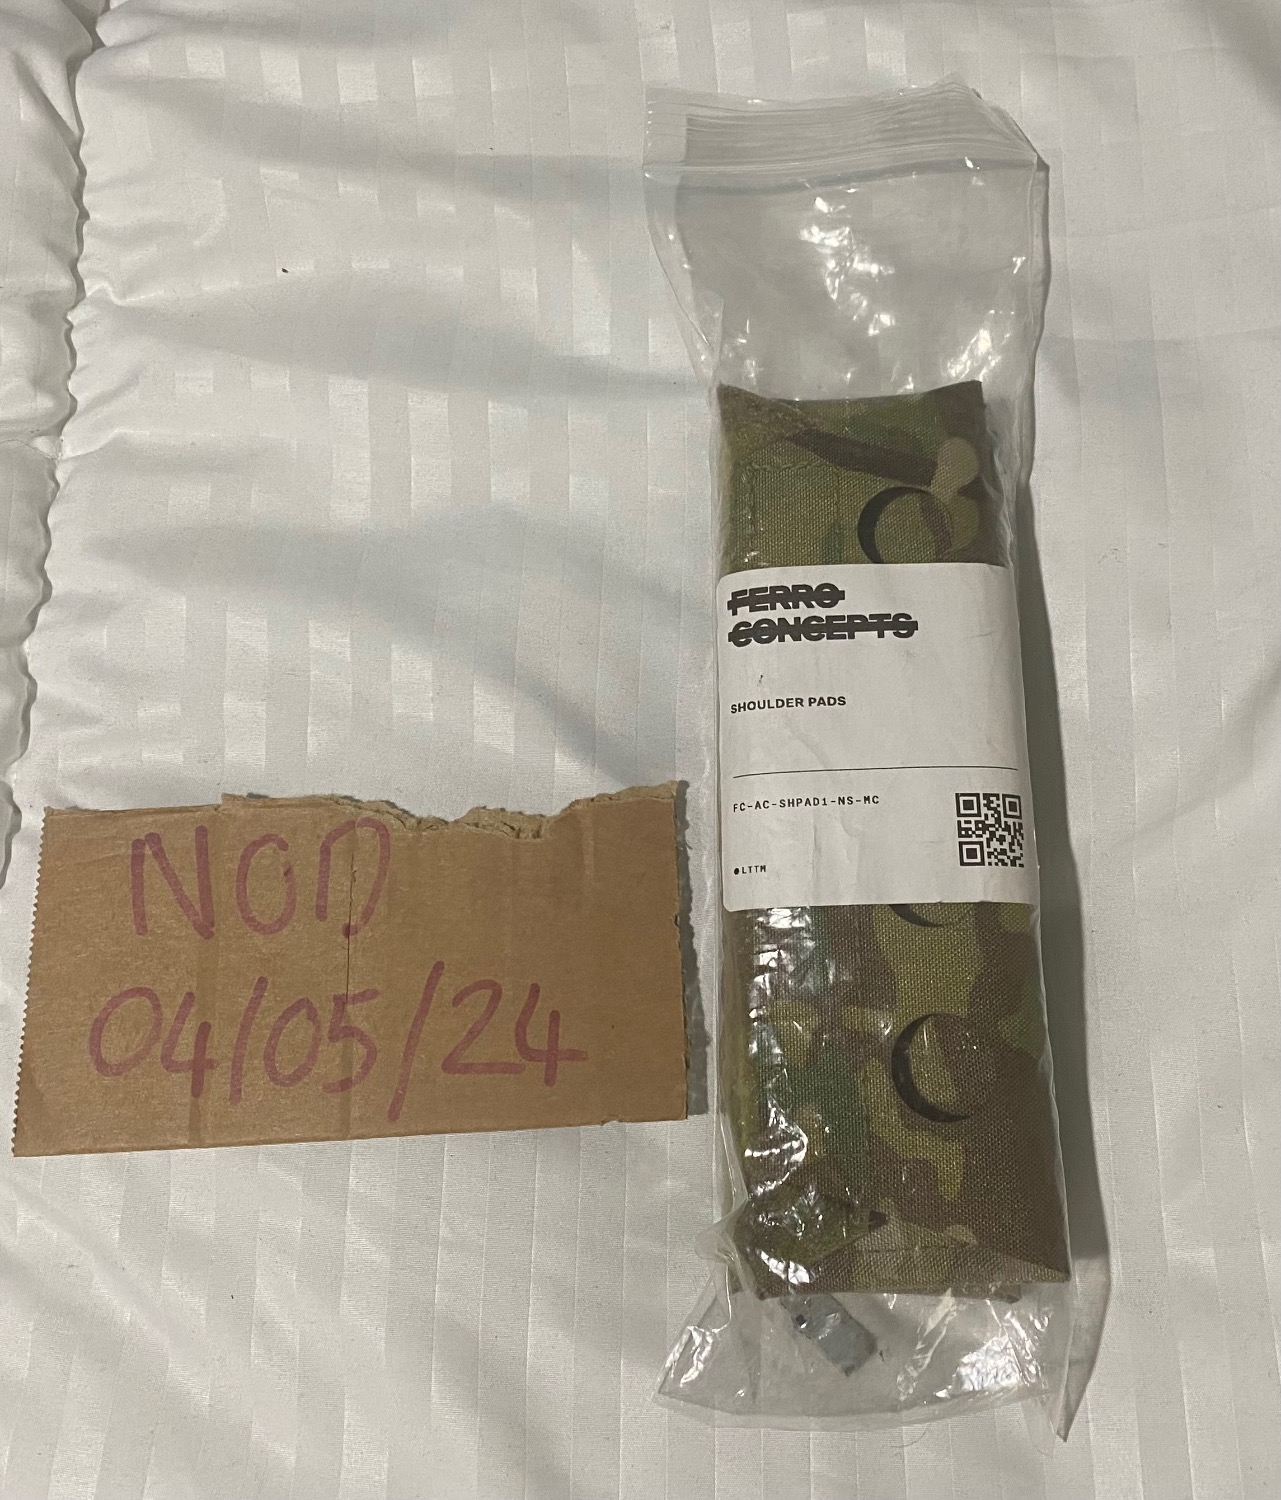 FERRO
CONCEPTS
SHOULDER PADS
FC-AC-SHPAD1-NS-MC
●LTTM
NOD
04/05/24